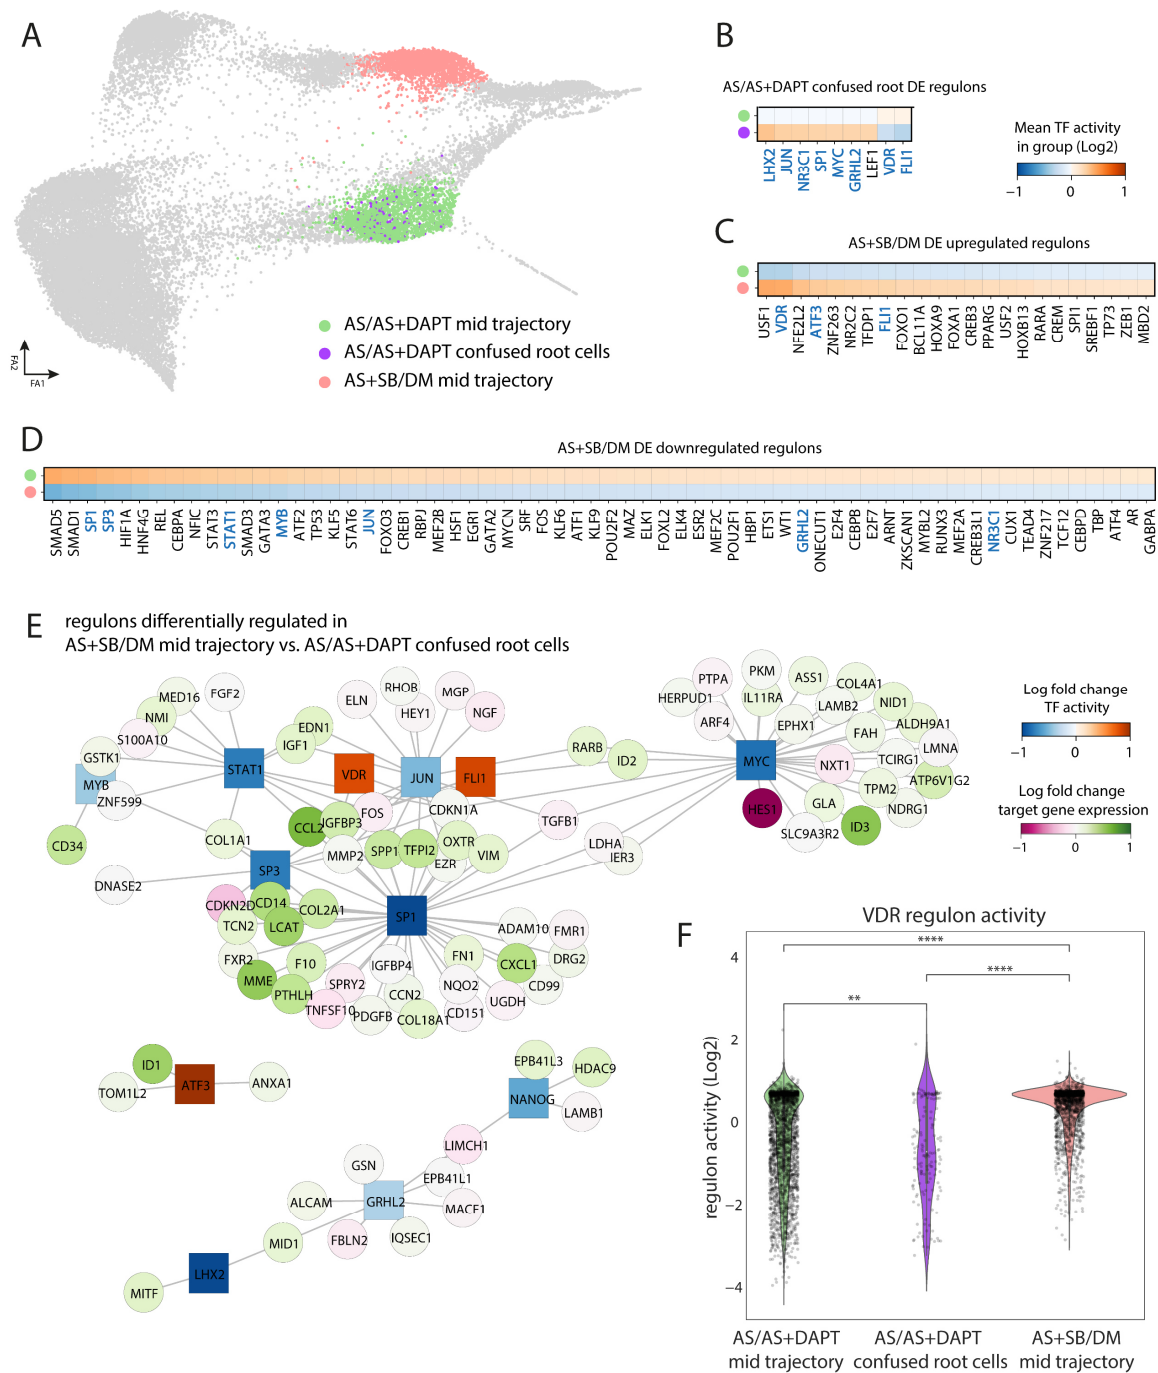 A
FA2
FA1
AS/AS+DAPT mid trajectory
AS/AS+DAPT confused root cells
AS+SB/DM mid trajectory
B
AS/AS+DAPT confused root DE regulons
LHX2
JUN
NR3C1
SP1
MYC
GRHL2
LEF1
VDR
FLI1
Mean TF activity
in group (Log2)
−1 0 1
C
AS+SB/DM DE upregulated regulons
USF1
VDR
NFE2L2
ATF3
ZNF263
NR2C2
TFDP1
FLI1
FOXO1
BCL11A
HOXA9
FOXA1
CREB3
PPARG
USF2
HOXB13
RARA
CREM
SPI1
SREBF1
TP73
ZEB1
MBD2
D
AS+SB/DM DE downregulated regulons
SMAD5
SMAD1
SP1
SP3
HIF1A
HNF4G
REL
CEBPA
NFIC
STAT3
STAT1
SMAD3
GATA3
MYB
ATF2
TP53
KLF5
STAT6
JUN
FOXO3
CREB1
RBPJ
MEF2B
HSF1
EGR1
GATA2
MYCN
SRF
FOS
KLF6
ATF1
KLF9
POU2F2
MAZ
ELK1
FOXL2
ELK4
ESR2
MEF2C
POU2F1
HBP1
ETS1
WT1
GRHL2
ONECUT1
E2F4
CEBPB
E2F7
ARNT
ZKSCAN1
MYBL2
RUNX3
MEF2A
CREB3L1
NR3C1
CUX1
TEAD4
ZNF217
TCF12
CEBPD
TBP
ATF4
AR
GABPA
E
regulons differentially regulated in
AS+SB/DM mid trajectory vs. AS/AS+DAPT confused root cells
MED16
FGF2
NMI
S100A10
GSTK1
MYB
ZNF599
CD34
DNASE2
COL1A1
STAT1
EDN1
IGF1
ELN
RHOB
HEY1
MGP
NGF
VDR
JUN
FLI1
CCL2
IGFBP3
FOS
CDKN1A
MMP2
SPP1
TFPI2
OXTR
EZR
VIM
TGFB1
RARB
ID2
LDHA
IER3
SP3
SP1
CDKN2D
CD14
COL2A1
TCN2
LCAT
FXR2
F10
MME
PTHLH
SPRY2
TNFSF10
IGFBP4
CCN2
PDGFB
COL18A1
FN1
NQO2
CD151
CXCL1
UGDH
CD99
ADAM10
FMR1
DRG2
PTPA
PKM
HERPUD1
IL11RA
ASS1
COL4A1
ARF4
EPHX1
LAMB2
NID1
FAH
ALDH9A1
MYC
NXT1
TCIRG1
LMNA
ATP6V1G2
HES1
GLA
TPM2
NDRG1
SLC9A3R2
ID3
Log fold change
TF activity
−1 0 1
Log fold change
target gene expression
−1 0 1
ID1
TOM1L2
ATF3
ANXA1
EPB41L3
HDAC9
NANOG
LAMB1
LIMCH1
GSN
EPB41L1
ALCAM
GRHL2
MACF1
FBLN2
IQSEC1
MID1
LHX2
MITF
F
VDR regulon activity
****
****
**
regulon activity (Log2)
4
2
0
−2
−4
AS/AS+DAPT
mid trajectory
AS/AS+DAPT
confused root cells
AS+SB/DM
mid trajectory